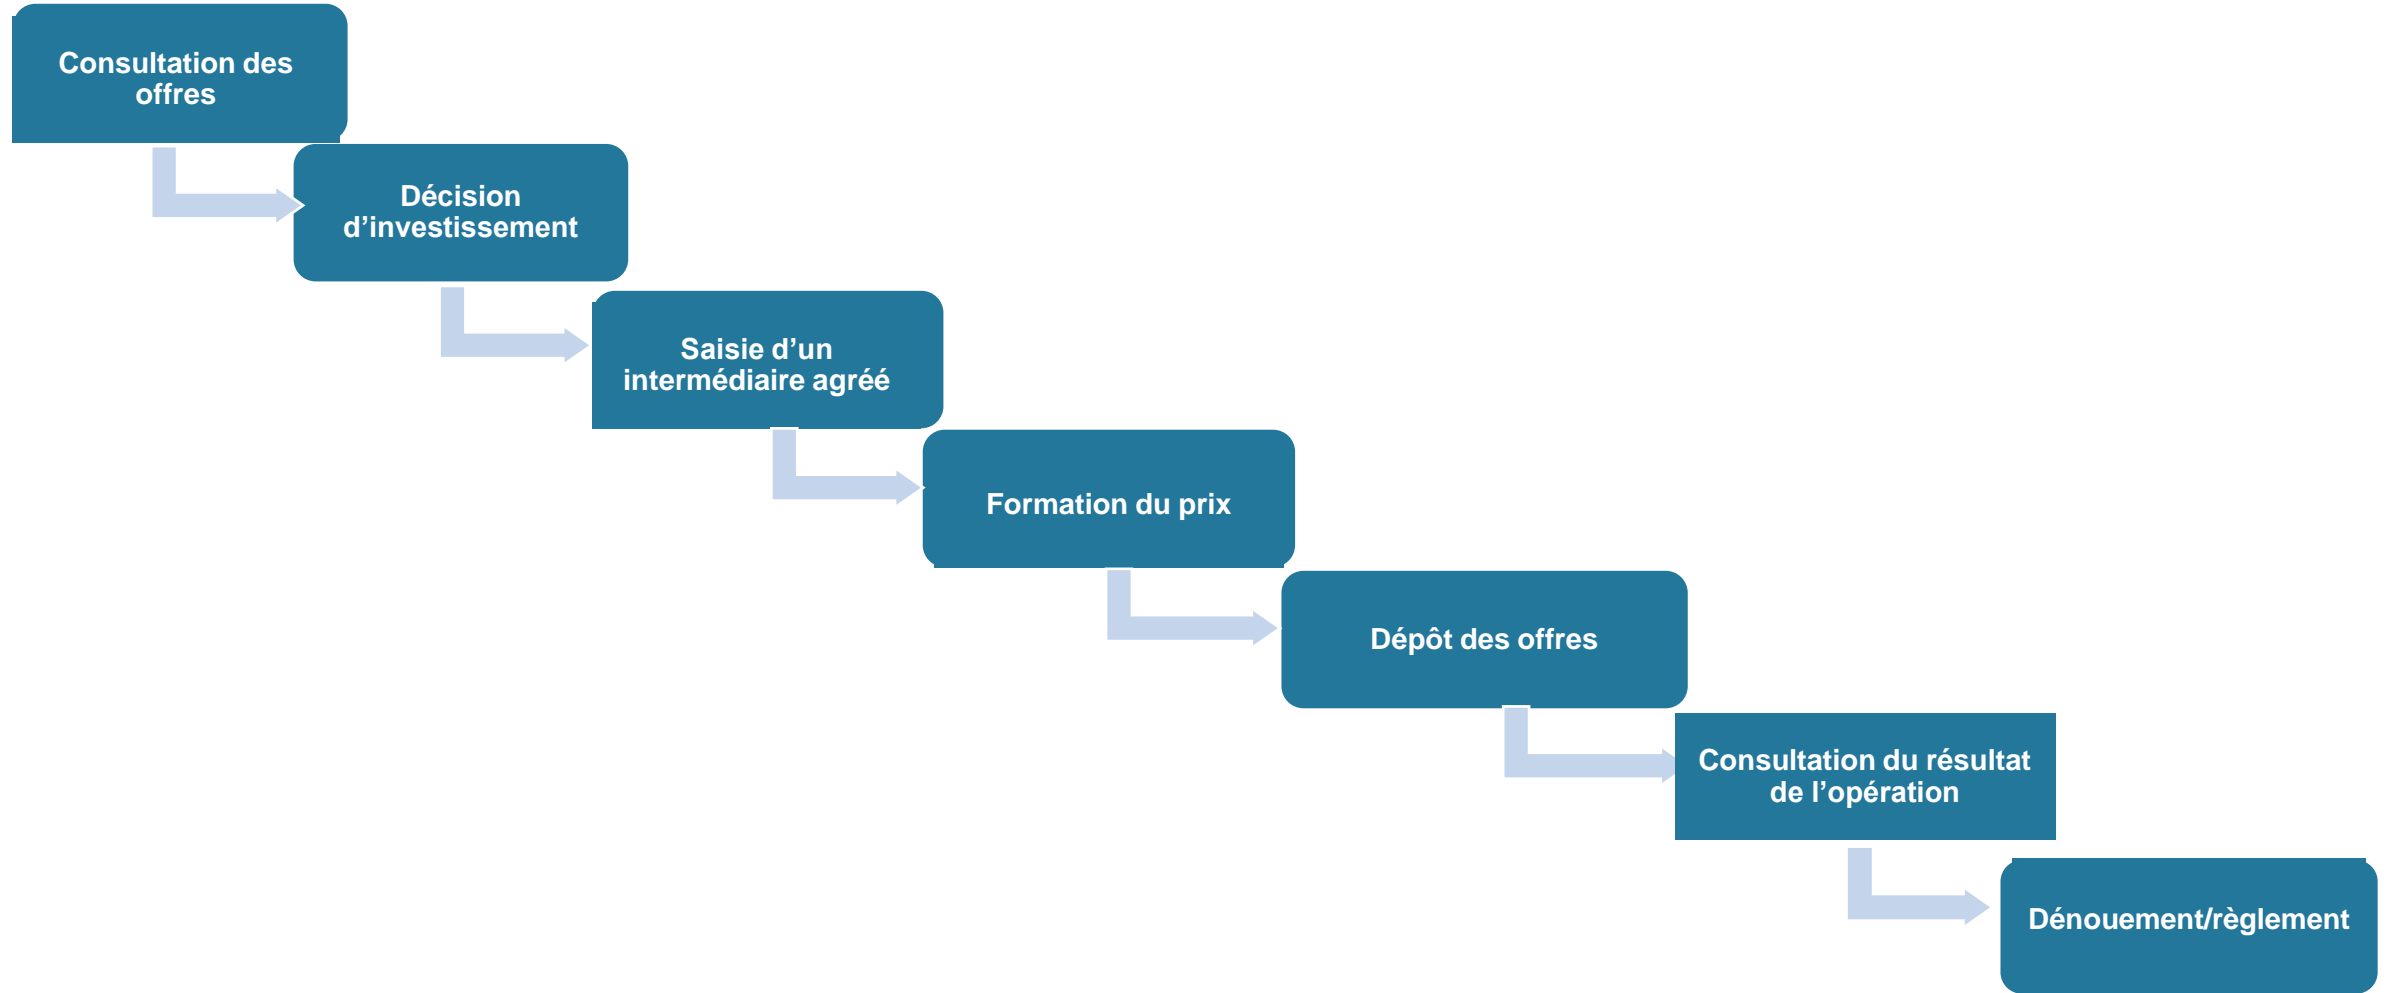 Consultation des
offres
Décision
d’investissement
Saisie d’un
intermédiaire agréé
Formation du prix
Dépôt des offres
Consultation du résultat
de l’opération
Dénouement/règlement